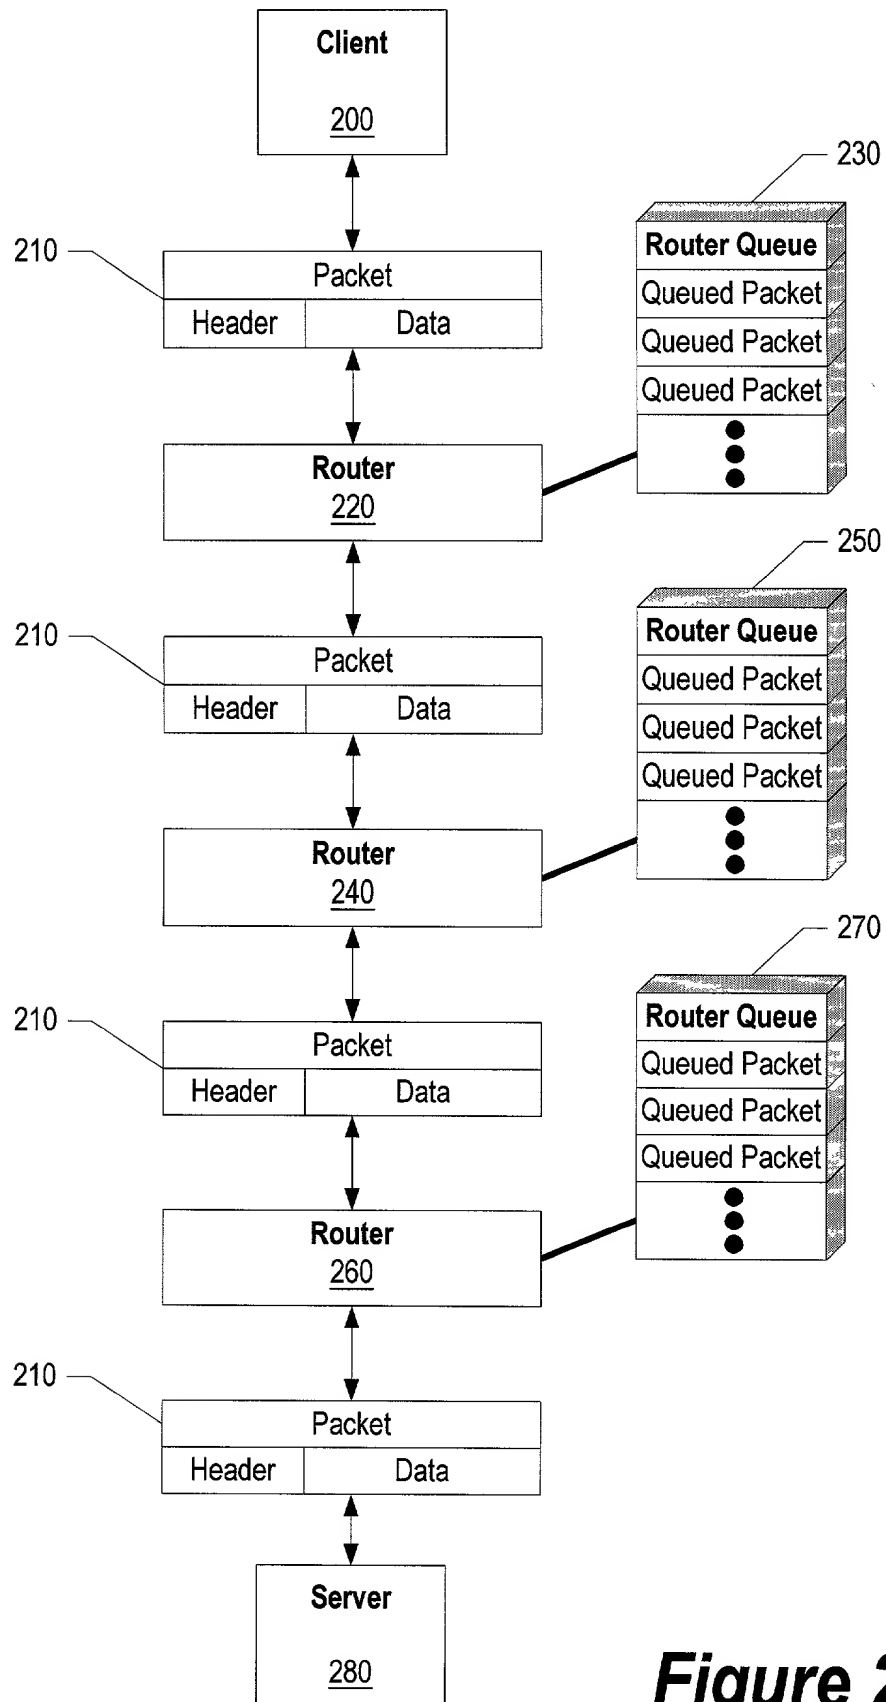 Client
200
230
210
Packet
Header Data
Router Queue
Queued Packet
Queued Packet
Queued Packet
Router
220
250
210
Packet
Header Data
Router Queue
Queued Packet
Queued Packet
Queued Packet
Router
240
270
210
Packet
Header Data
Router Queue
Queued Packet
Queued Packet
Queued Packet
Router
260
210
Packet
Header Data
Server
280
Figure 2